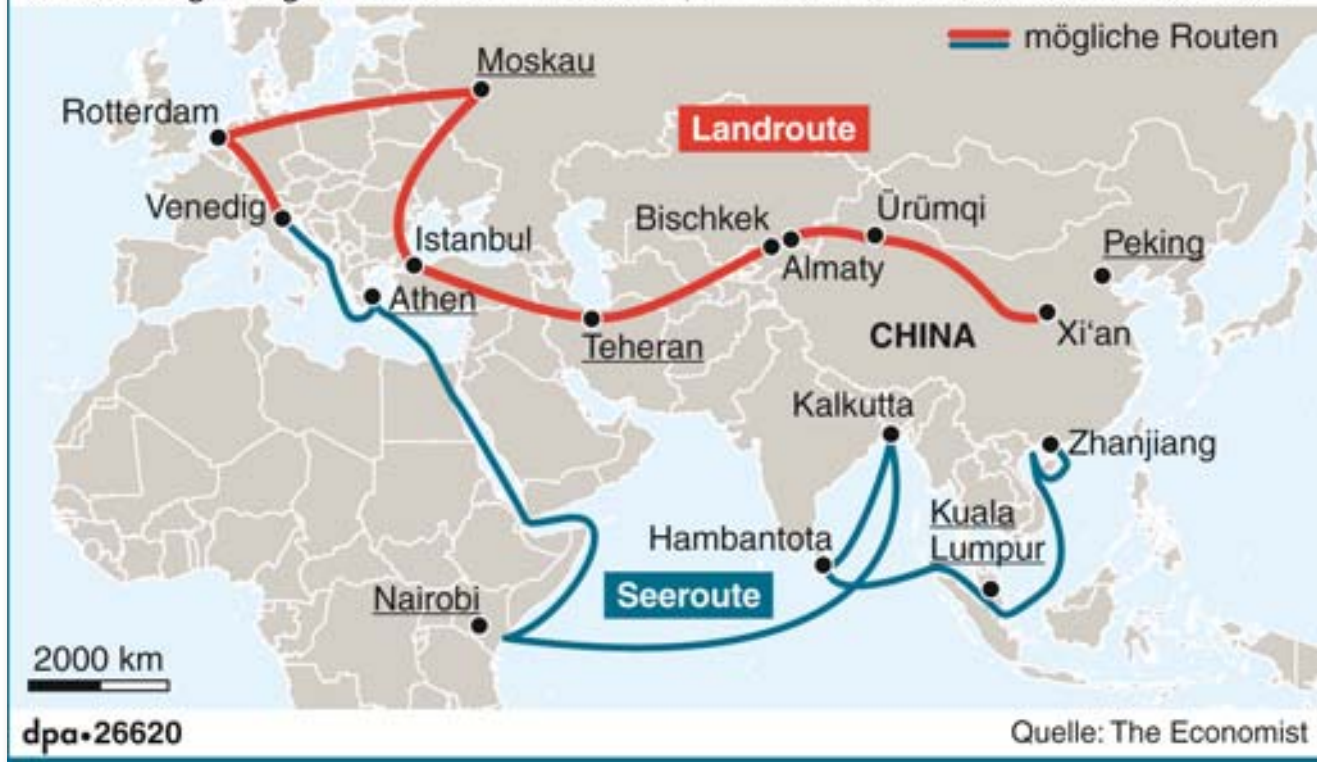 mögliche Routen
Moskau
Rotterdam
Landroute
Venedig
Bischkek
Ürümqi
Istanbul
Peking
Almaty
Athen
Teheran
CHINA
Xi‘an
Kalkutta
Zhanjiang
Kuala
Lumpur
Hambantota
Seeroute
Nairobi
2000 km
dpa•26620
Quelle: The Economist